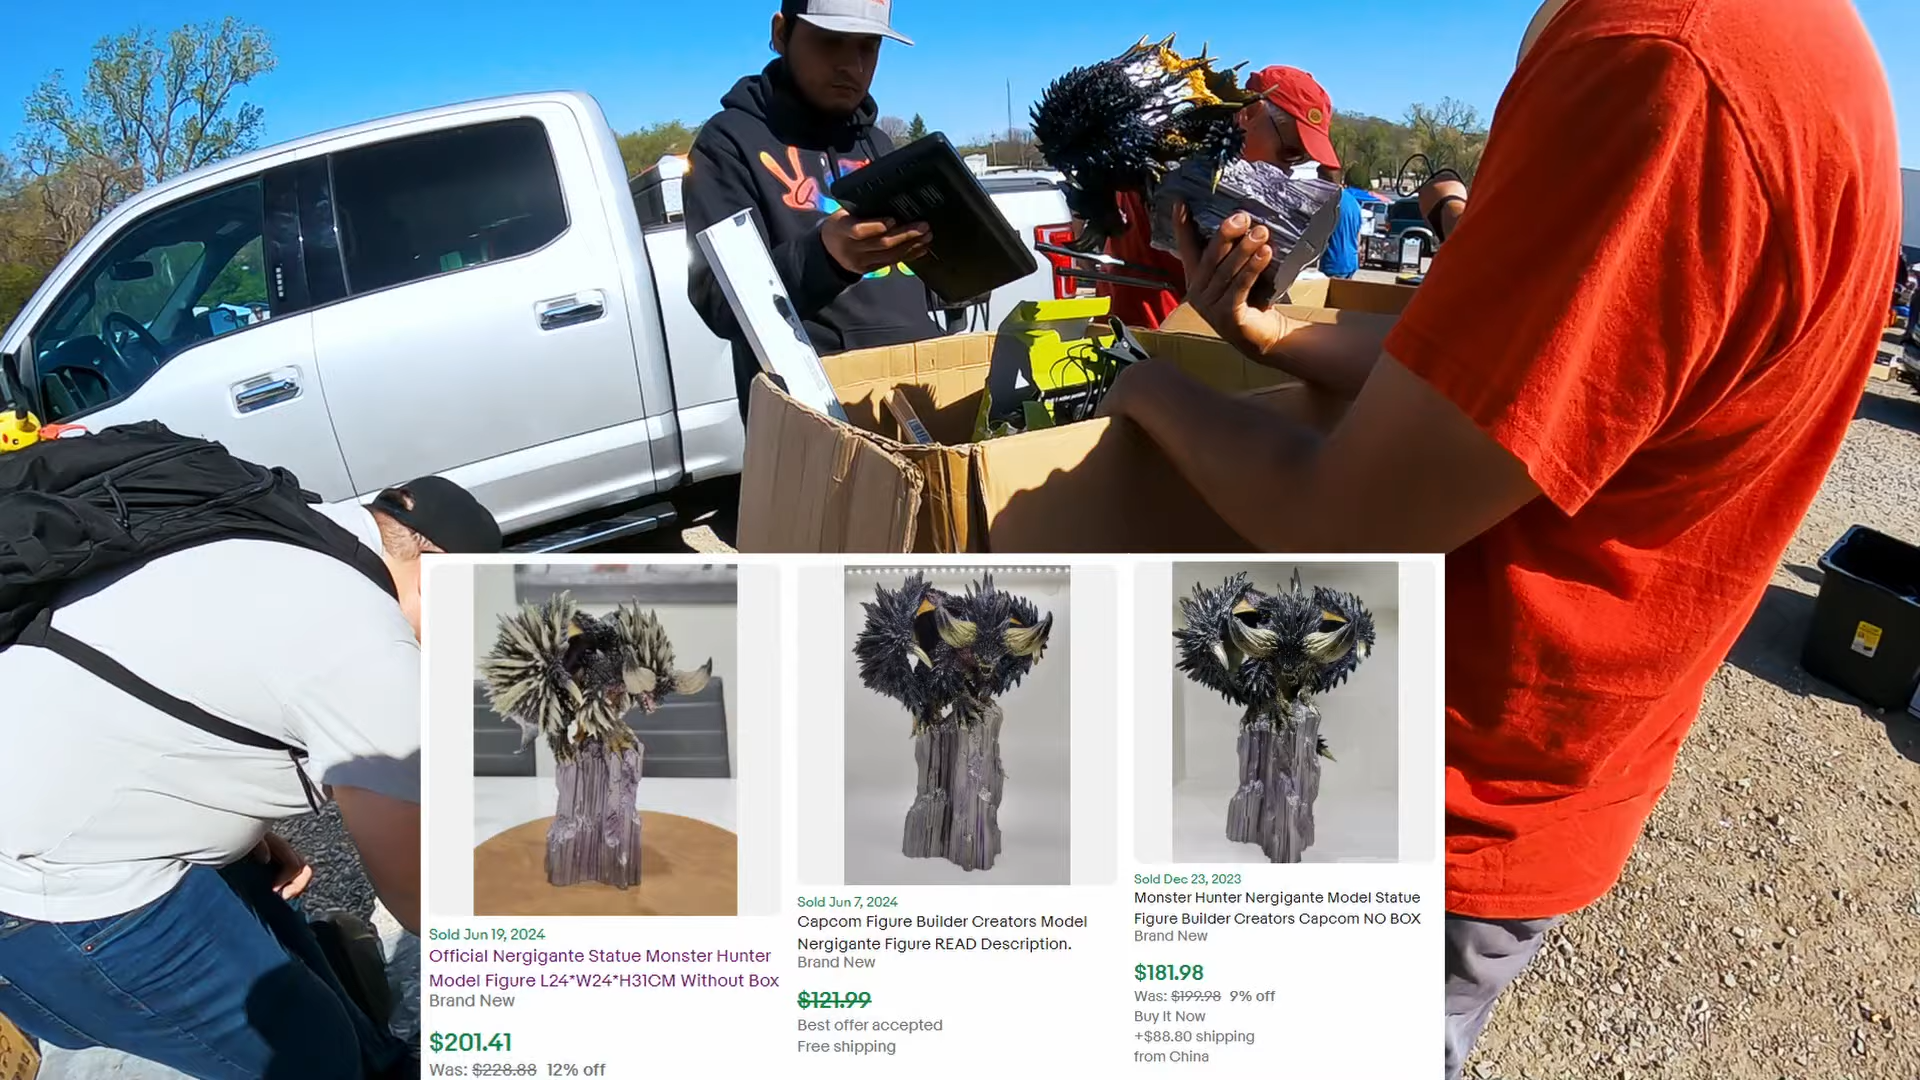 Sold Jun 19, 2024
Official Nergigante Statue Monster Hunter
Model Figure L24*W24*H31CM Without Box
Brand New
$201.41
Was: $228.88 12% off
Sold Jun 7, 2024
Capcom Figure Builder Creators Model
Nergigante Figure READ Description.
Brand New
$121.99
Best offer accepted
Free shipping
Sold Dec 23, 2023
Monster Hunter Nergigante Model Statue
Figure Builder Creators Capcom NO BOX
Brand New
$181.98
Was: $199.98 9% off
Buy It Now
+$88.80 shipping
from China